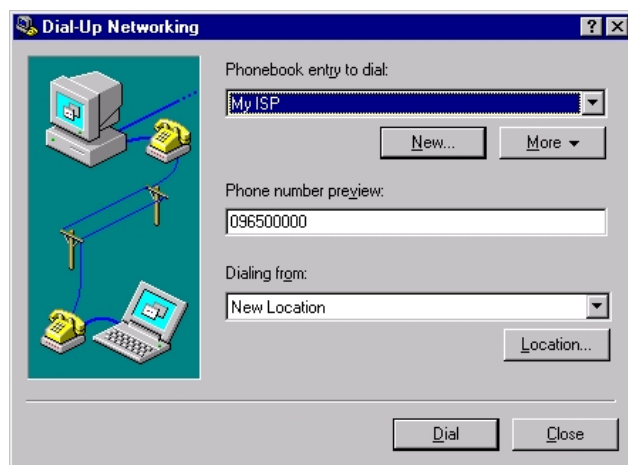 Dial-Up Networking
Phonebook entry to dial:
My ISP
New...
More
Phone number preview:
096500000
Dialing from:
New Location
Location...
Dial
Close